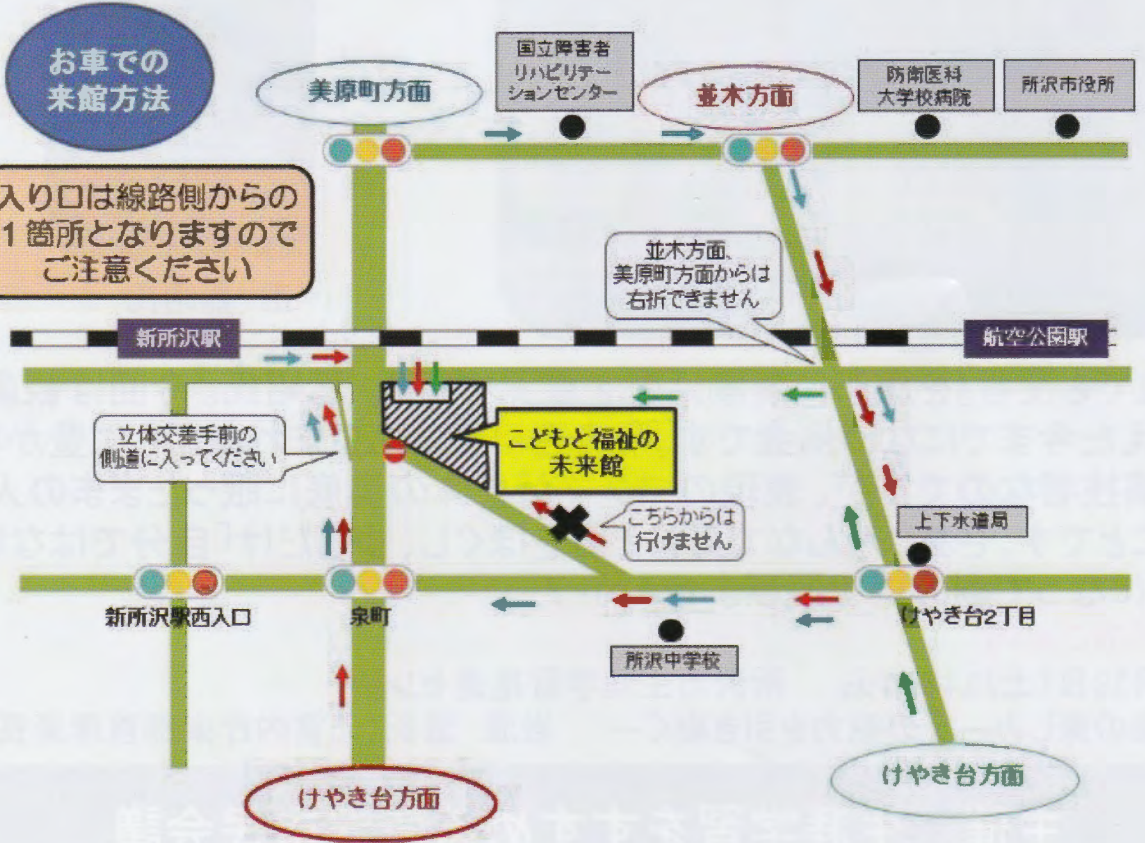 お車での
来館方法
入り口は線路側からの
1箇所となりますので
ご注意ください
美原町方面
国立障害者
リハビリテー
ションセンター
並木方面
防衛医科
大学校病院
所沢市役所
並木方面、
美原町方面からは
右折できません
新所沢駅
航空公園駅
立体交差手前の
側道に入ってください
こどもと福祉の
未来館
こちらからは
行けません
上下水道局
新所沢駅西入口
泉町
けやき台2丁目
所沢中学校
けやき台方面
けやき台方面